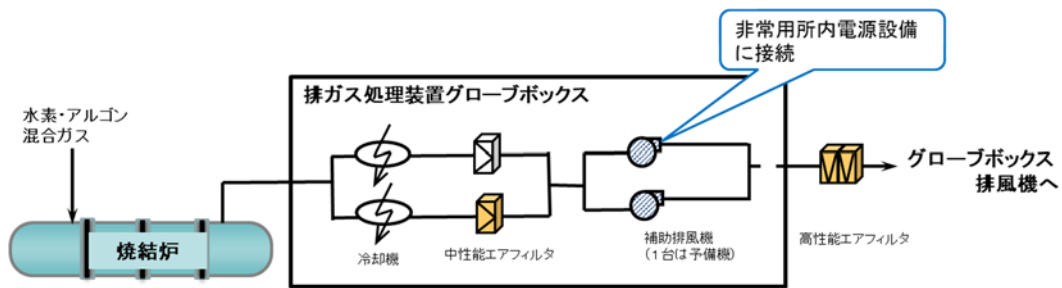 非常用所内電源設備
に接続
排ガス処理装置グローブボックス
水素・アルゴン
混合ガス
グローブボックス
排風機へ
焼結炉
冷却機
中性能エアフィルタ
補助排風機
(1台は予備機)
高性能エアフィルタ